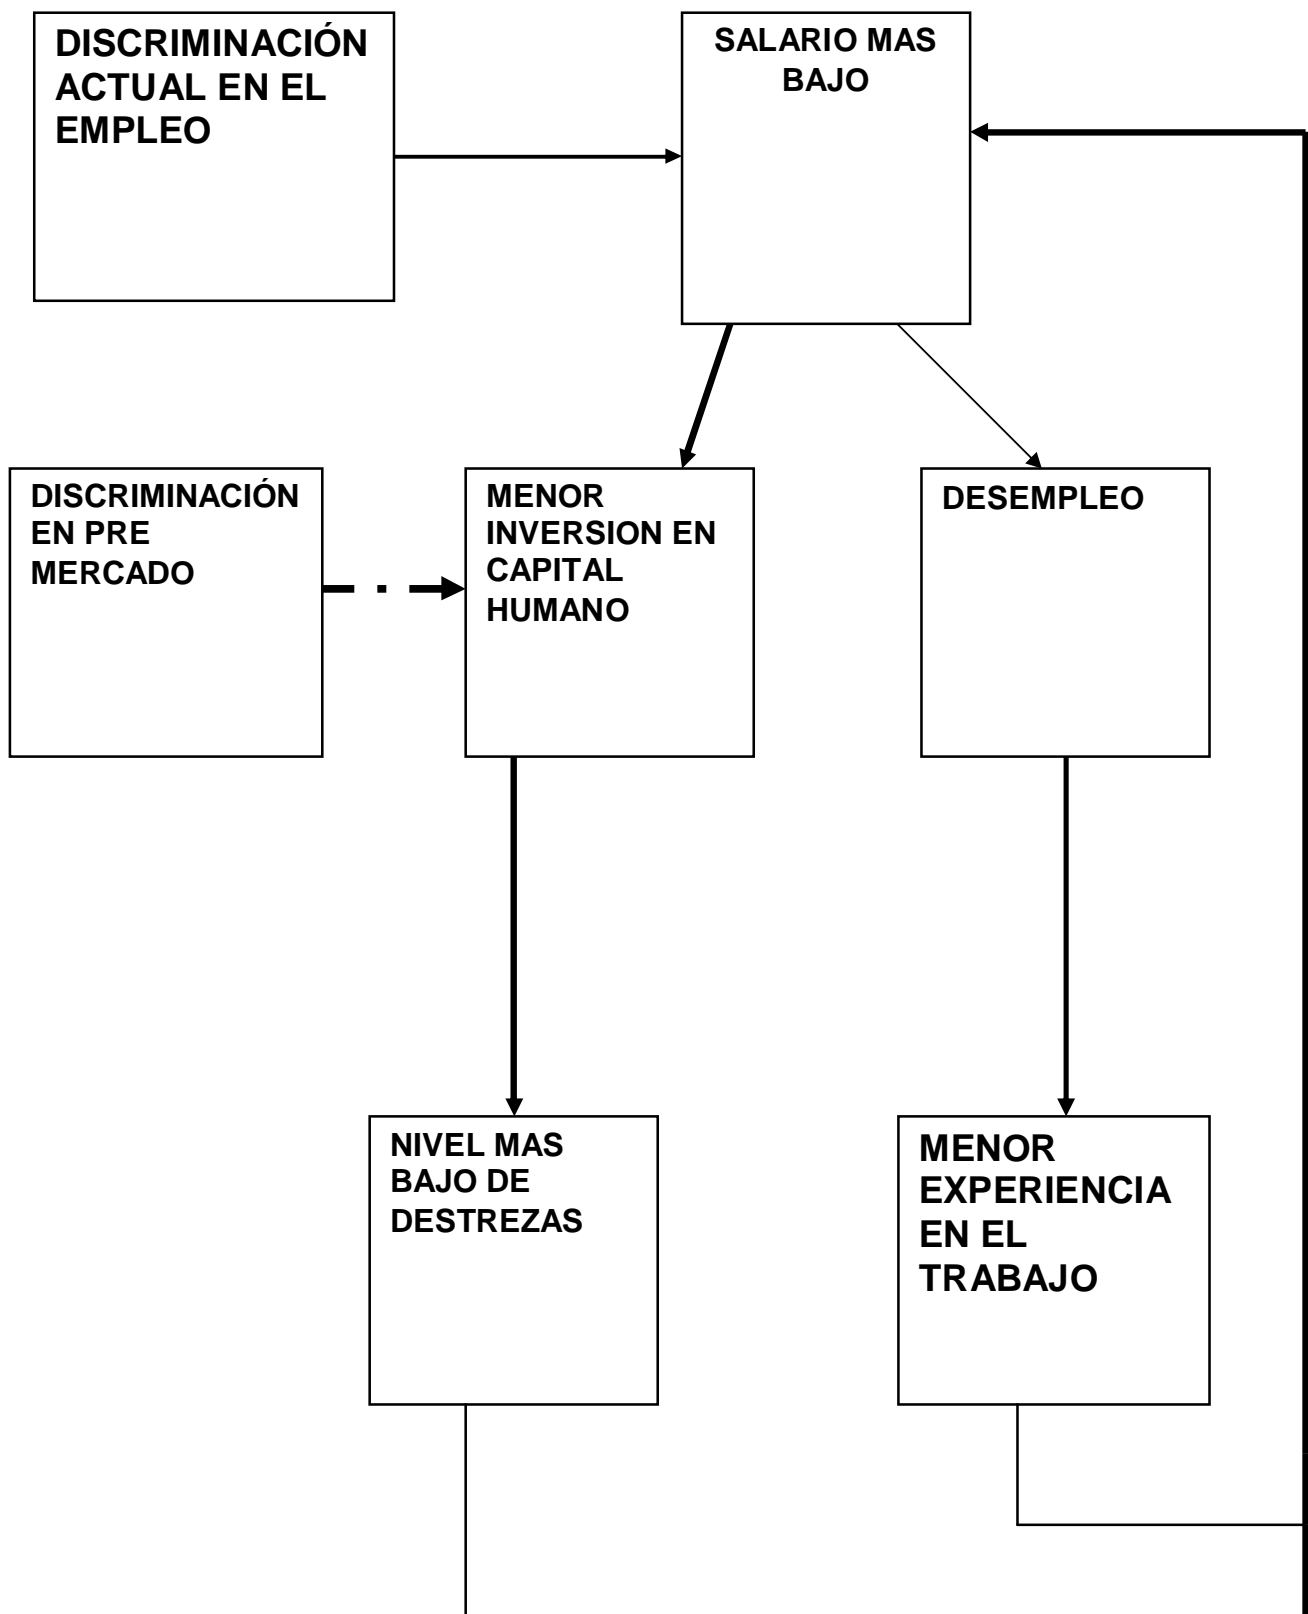 DISCRIMINACIÓN
ACTUAL EN EL
EMPLEO
SALARIO MAS
BAJO
DISCRIMINACIÓN
EN PRE
MERCADO
MENOR
INVERSION EN
CAPITAL
HUMANO
DESEMPLEO
NIVEL MAS
BAJO DE
DESTREZAS
MENOR
EXPERIENCIA
EN EL
TRABAJO